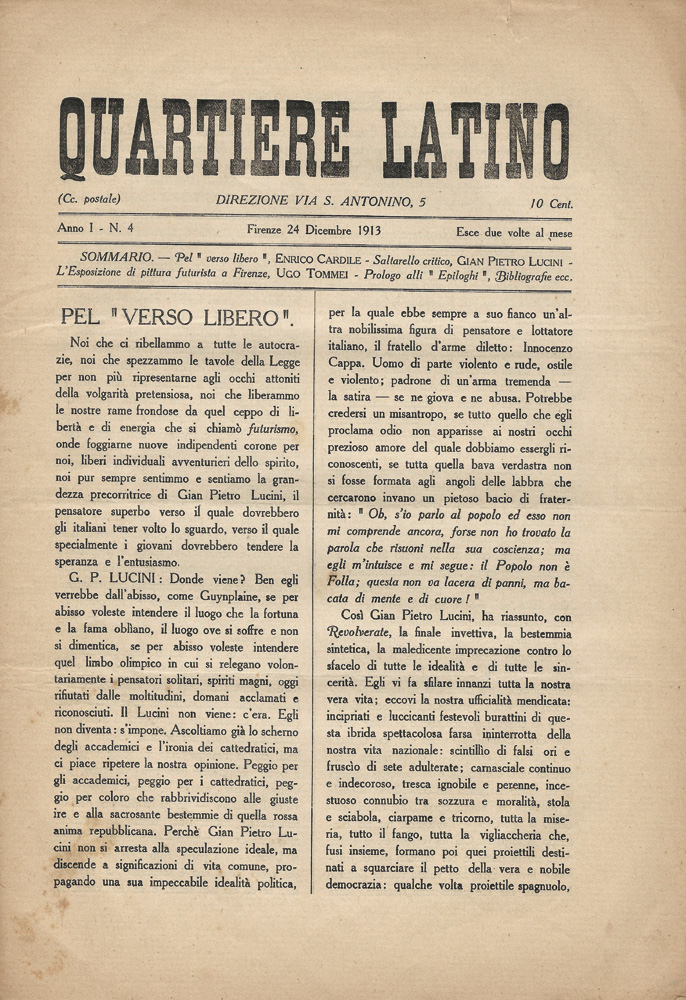 QUARTIERE LATINO
(Cc. postale) DIREZIONE VIA S. ANTONINO, 5 10 Cent.
Anno I - N. 4 Firenze 24 Dicembre 1913 Esce due volte al mese
SOMMARIO. — Pel " verso libero ", ENRICO CARDILE - Saltarello critico, GIAN PIETRO LUCINI -
L'Esposizione di pittura futurista a Firenze, UGO TOMMEI - Prologo alli " Epiloghi ", Bibliografie ecc.
PEL " VERSO LIBERO ".
Noi che ci ribellammo a tutte le autocra-
zie, noi che spezzammo le tavole della Legge
per non più ripresentarne agli occhi attoniti
della volgarità pretensiosa, noi che liberammo
le nostre rame frondose da quel ceppo di li-
bertà e di energia che si chiamò futurismo,
onde foggiarne nuove indipendenti corone per
noi, liberi individuali avventurieri dello spirito,
noi pur sempre sentimmo e sentiamo la gran-
dezza precorritrice di Gian Pietro Lucini, il
pensatore superbo verso il quale dovrebbero
gli italiani tener volto lo sguardo, verso il quale
specialmente i giovani dovrebbero tendere la
speranza e l'entusiasmo.
G. P. LUCINI : Donde viene? Ben egli
verrebbe dall'abisso, come Guynplaine, se per
abisso voleste intendere il luogo che la fortuna
e la fama obliano, il luogo ove si soffre e non
si dimentica, se per abisso voleste intendere
quel limbo olimpico in cui si relegano volon-
tariamente i pensatori solitari, spiriti magni, oggi
rifiutati dalle moltitudini, domani acclamati e
riconosciuti. Il Lucini non viene: c'era. Egli
non diventa : s'impone. Ascoltiamo già lo scherno
degli accademici e l'ironia dei cattedratici, ma
ci piace ripetere la nostra opinione. Peggio per
gli accademici, peggio per i cattedratici, peg-
gio per coloro che rabbrividiscono alle giuste
ire e alla sacrosante bestemmie di quella rossa
anima repubblicana. Perchè Gian Pietro Lu-
cini non si arresta alla speculazione ideale, ma
discende a significazioni di vita comune, pro-
pagando una sua impeccabile idealità politica,
per la quale ebbe sempre a suo fianco un'al-
tra nobilissima figura di pensatore e lottatore
italiano, il fratello d'arme diletto: Innocenzo
Cappa. Uomo di parte violento e rude, ostile
e violento; padrone di un'arma tremenda —
la satira — se ne giova e ne abusa. Potrebbe
credersi un misantropo, se tutto quello che egli
proclama odio non apparisse ai nostri occhi
prezioso amore del quale dobbiamo essergli ri-
conoscenti, se tutta quella bava verdastra non
si fosse formata agli angoli delle labbra che
cercarono invano un pietoso bacio di frater-
nità: " Oh, s'io parlo al popolo ed esso non
mi comprende ancora, forse non ho trovato la
parola che risuoni nella sua coscienza; ma
egli m'intuisce e mi segue: il Popolo non è
Folla; questa non va lacera di panni, ma ba-
cata di mente e di cuore ! "
Così Gian Pietro Lucini, ha riassunto, con
Revolverate, la finale invettiva, la bestemmia
sintetica, la maledicente imprecazione contro lo
sfacelo di tutte le idealità e di tutte le sin-
cerità. Egli vi fa sfilare innanzi tutta la nostra
vera vita; eccovi la nostra ufficialità mendicata:
incipriati e luccicanti festevoli burattini di que-
sta ibrida spettacolosa farsa ininterrotta della
nostra vita nazionale: scintillìo di falsi ori e
fruscìo di sete adulterate; carnasciale continuo
e indecoroso, tresca ignobile e perenne, ince-
stuoso connubio tra sozzura e moralità, stola
e sciabola, ciarpame e tricorno, tutta la mise-
ria, tutto il fango, tutta la vigliaccheria che,
fusi insieme, formano poi quei proiettili desti-
nati a squarciare il petto della vera e nobile
democrazia: qualche volta proiettile spagnuolo,